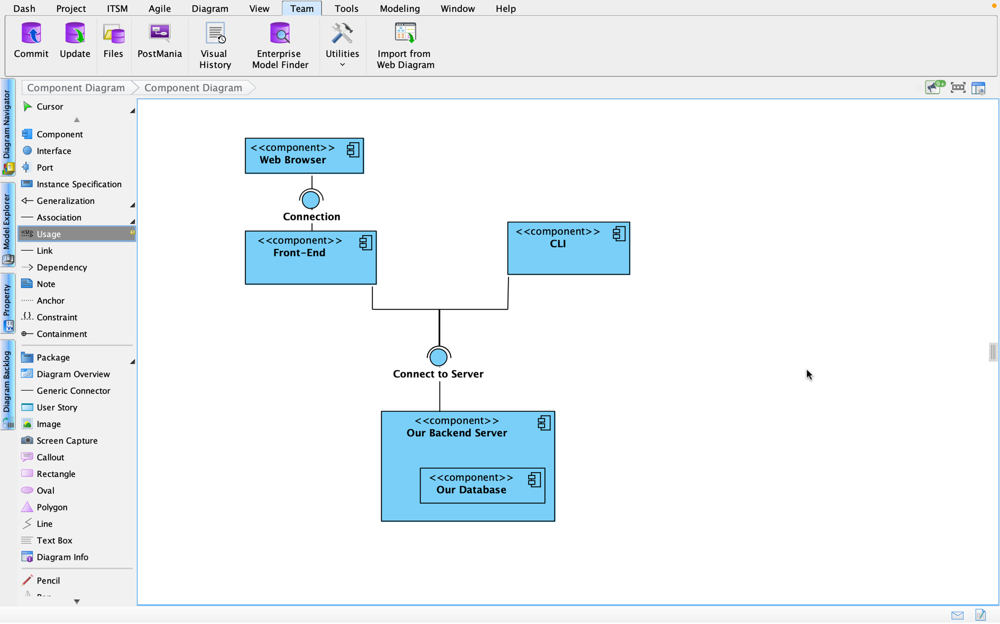 Dash Project ITSM Agile Diagram View Team Tools Modeling Window Help
Commit Update Files PostMania Visual History Enterprise Model Finder Utilities Import from Web Diagram
Component Diagram Component Diagram
9+
Diagram Navigator
Model Explorer
Property
Diagram Backlog
Cursor
Component
Interface
Port
Instance Specification
Generalization
Association
«U» Usage
Link
Dependency
Note
Anchor
{} Constraint
Containment
Package
Diagram Overview
Generic Connector
User Story
Image
Screen Capture
Callout
Rectangle
Oval
Polygon
Line
Text Box
Diagram Info
Pencil
<<component>>
Web Browser
Connection
<<component>>
Front-End
<<component>>
CLI
Connect to Server
<<component>>
Our Backend Server
<<component>>
Our Database